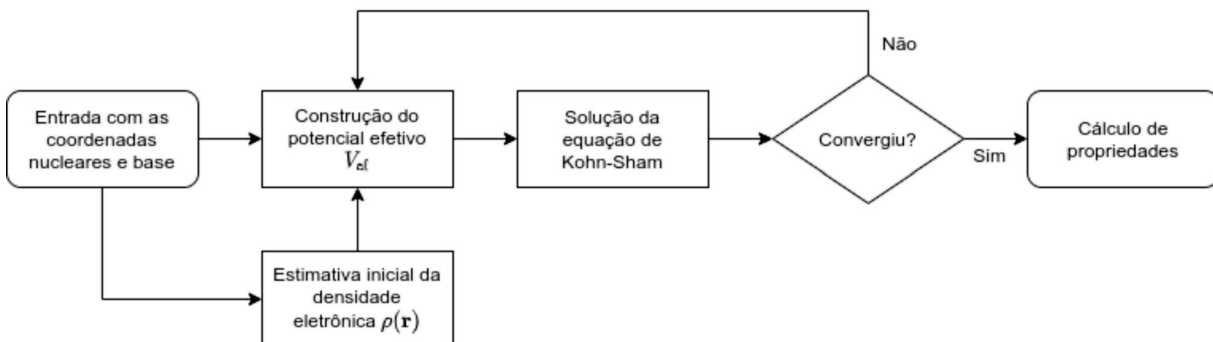 Não
Entrada com as
coordenadas
nucleares e base
Construção do
potencial efetivo
V_ef
Solução da
equação de
Kohn-Sham
Convergiu?
Sim
Cálculo de
propriedades
Estimativa inicial da
densidade
eletrônica ρ(r)